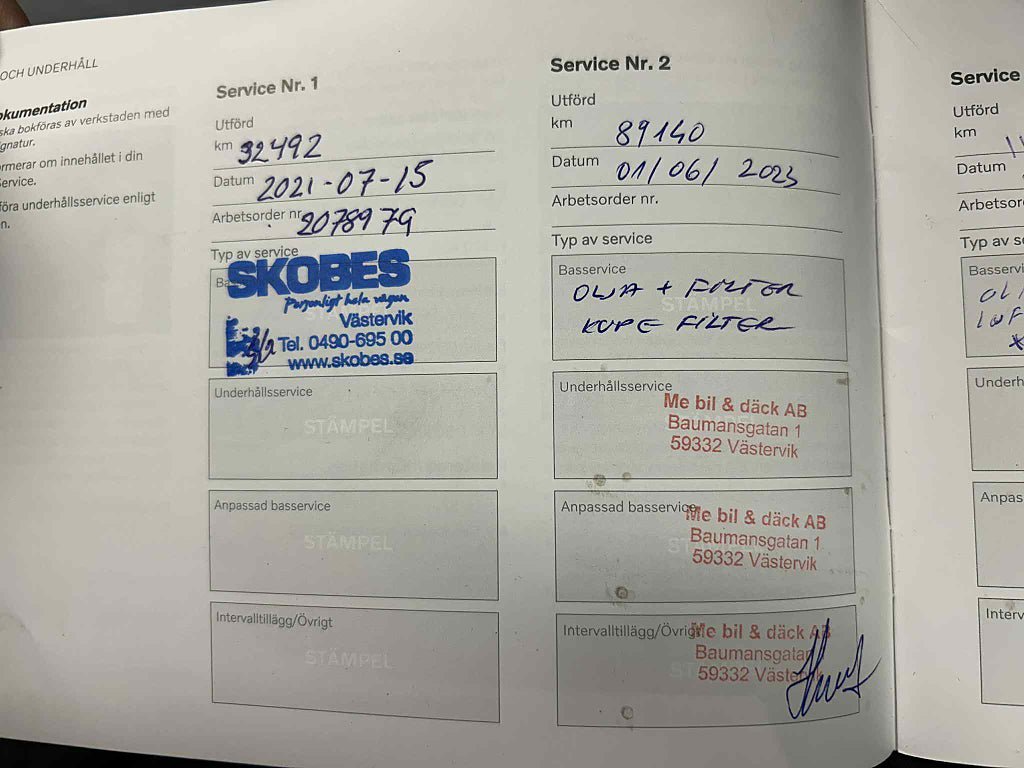 OCH UNDERHÅLL
okumentation
ska bokföras av verkstaden med
gnatur.
ormerar om innehållet i din
Service.
föra underhållsservice enligt
n.
Service Nr. 1
Utförd
km 32492
Datum 2021-07-15
Arbetsorder nr. 2078979
Typ av service
SKOBES
Personligt hela vägen
Västervik
Tel. 0490-695 00
www.skobes.se
Underhållsservice
STÄMPEL
Anpassad basservice
STÄMPEL
Intervalltillägg/Övrigt
STÄMPEL
Service Nr. 2
Utförd
km 89140
Datum 01/06/2023
Arbetsorder nr.
Typ av service
Basservice
STÄMPEL
OLJA + FILTER
KUPE FILTER
Underhållsservice
Me bil & däck AB
Baumansgatan 1
59332 Västervik
Anpassad basservice
Me bil & däck AB
Baumansgatan 1
59332 Västervik
Intervalltillägg/Övrigt
Me bil & däck AB
Baumansgatan
59332 Västervik
Service
Utförd
km
Datum
Arbetsord
Typ av se
Basservi
Underh
Anpas
Interv